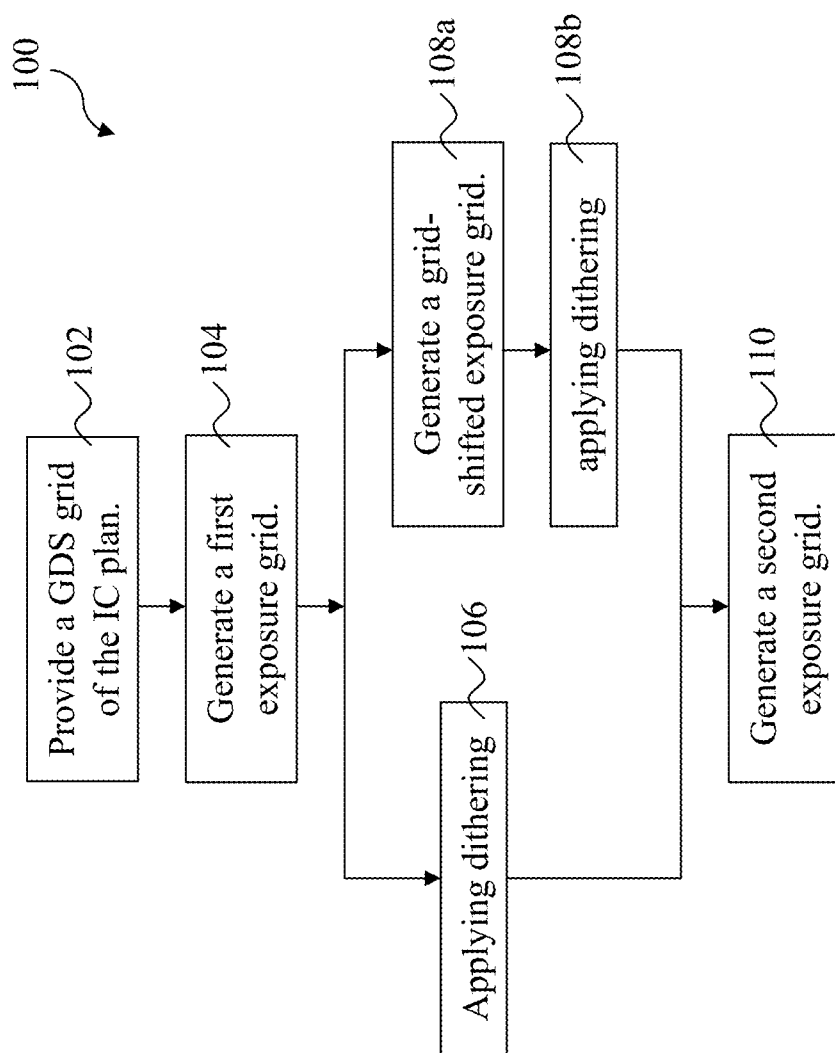 100
Provide a GDS grid
of the IC plan.
102
Generate a first
exposure grid.
104
Applying dithering
106
Generate a grid-
shifted exposure grid.
108a
applying dithering
108b
Generate a second
exposure grid.
110